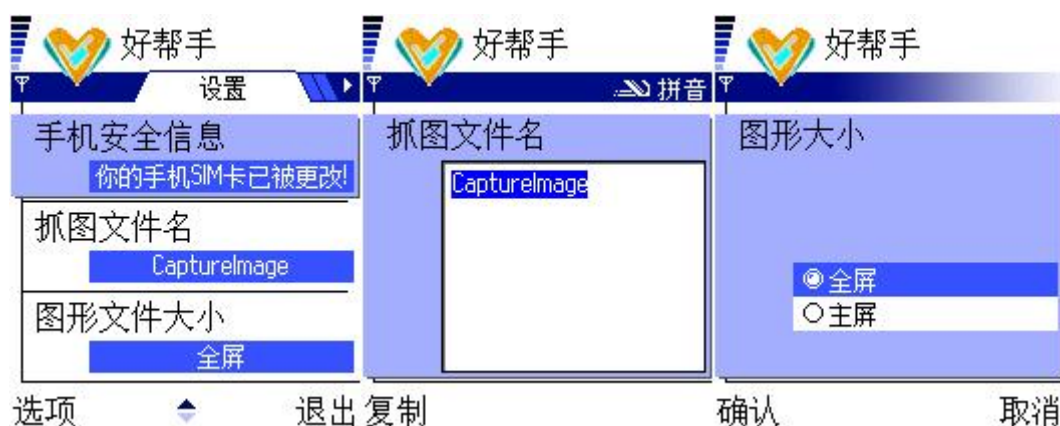 好帮手
设置
手机安全信息
你的手机SIM卡已被更改!
抓图文件名
CaptureImage
图形文件大小
全屏
选项
退出
好帮手
拼音
抓图文件名
CaptureImage
复制
好帮手
图形大小
全屏
主屏
确认
取消